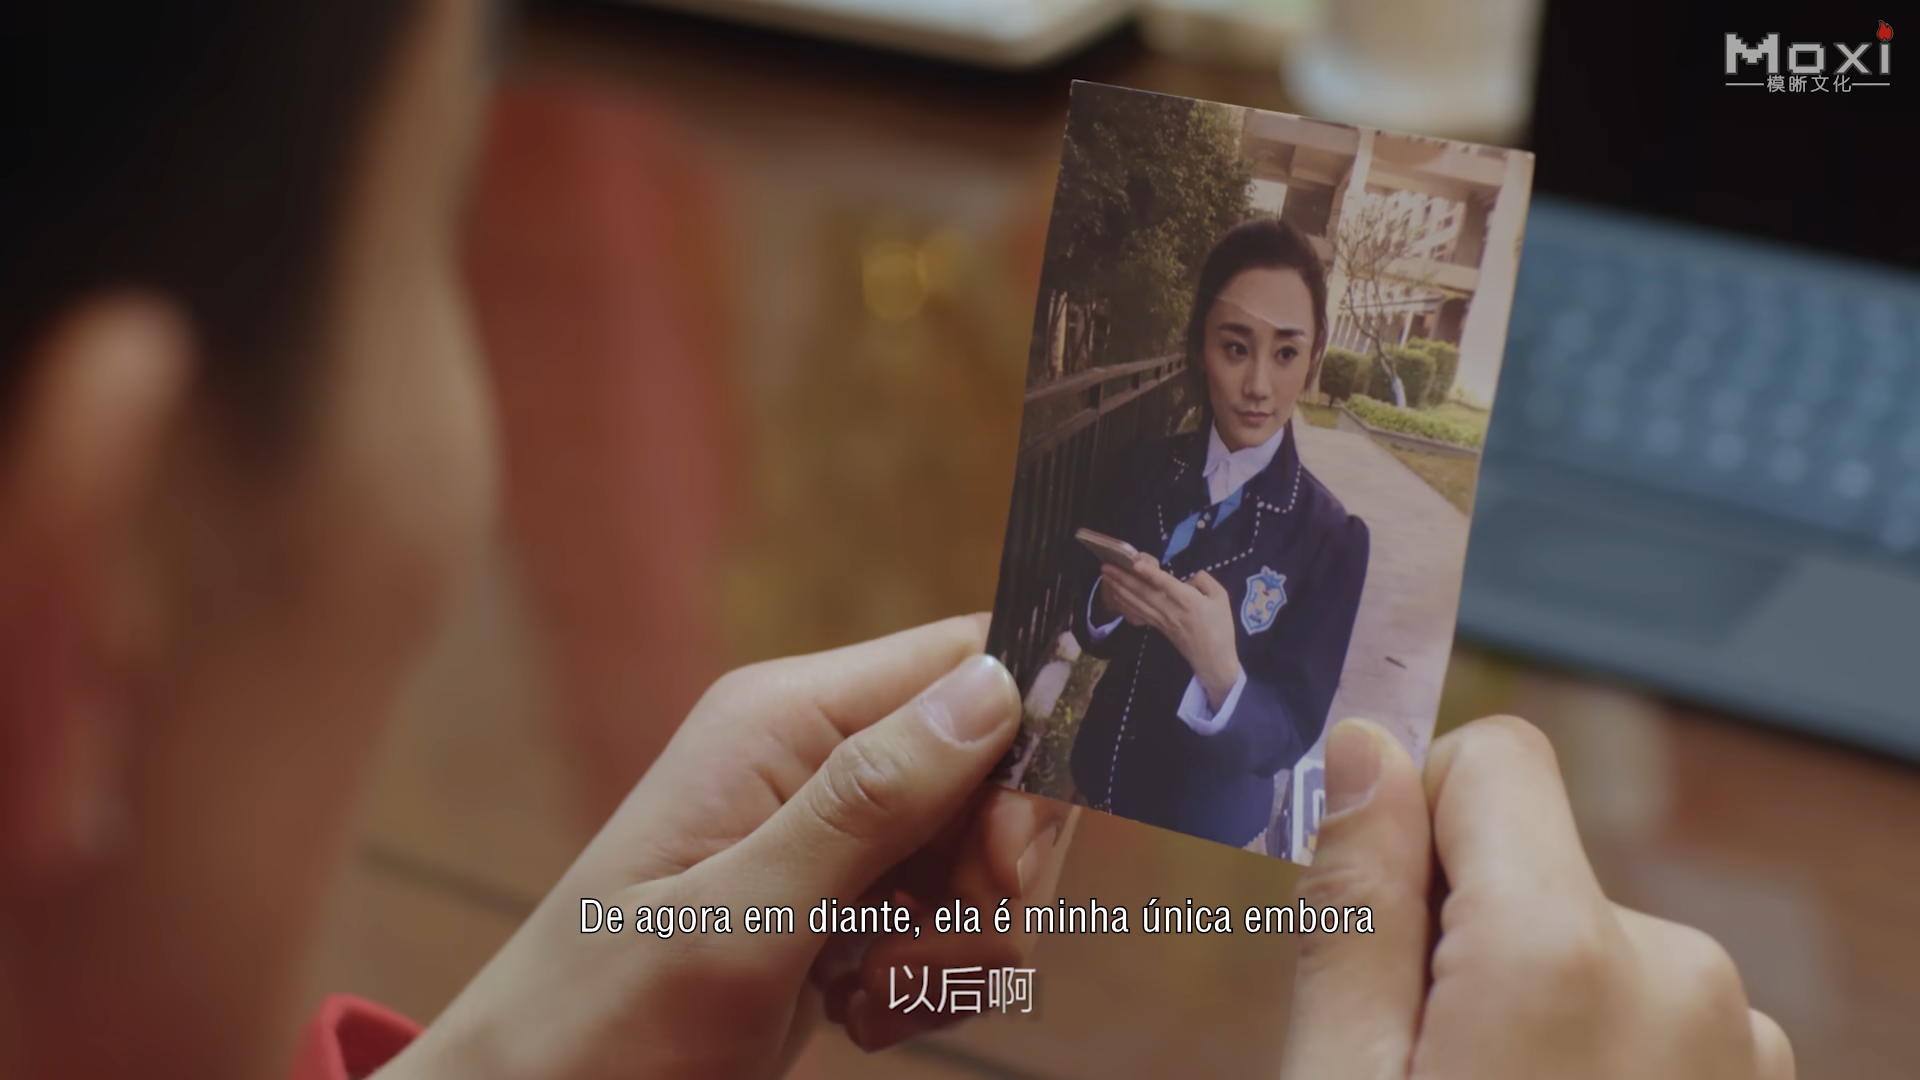 Moxi
模晰文化
De agora em diante, ela é minha única embora
以后啊